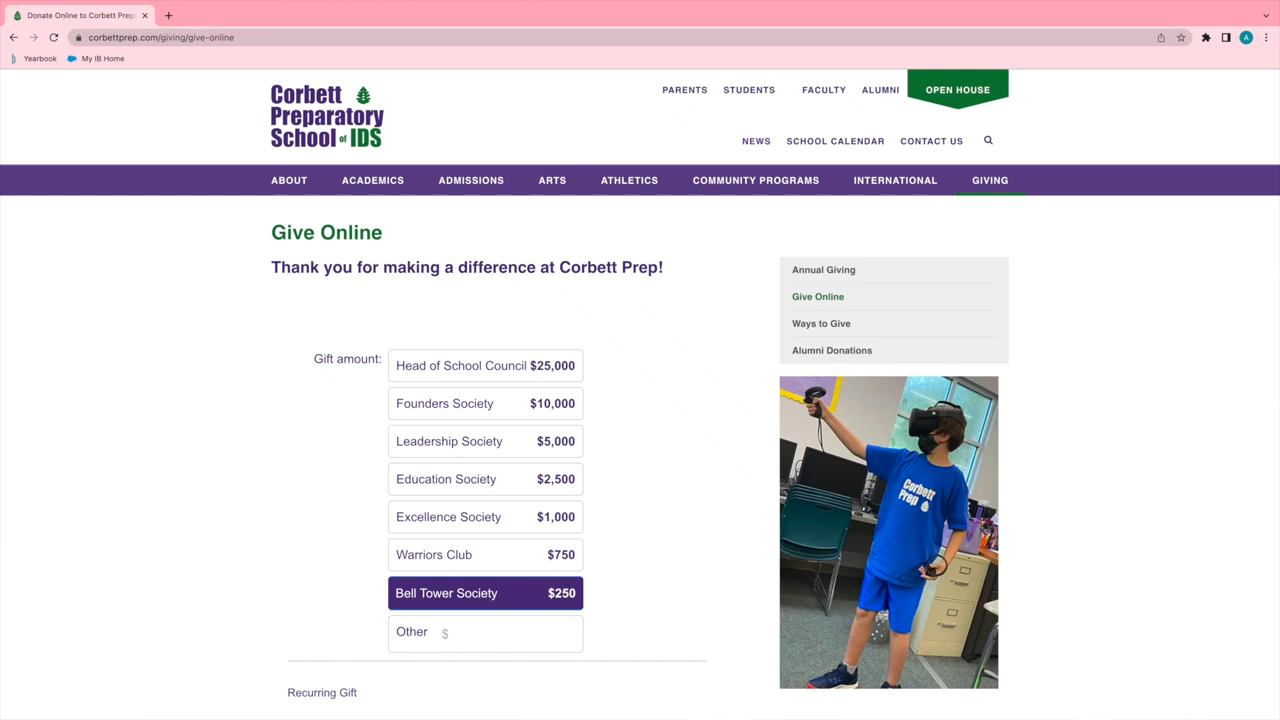 Donate Online to Corbett Prep
corbettprep.com/giving/give-online
A
Yearbook
My IB Home
Corbett
Preparatory
School of IDS
PARENTS
STUDENTS
FACULTY
ALUMNI
OPEN HOUSE
NEWS
SCHOOL CALENDAR
CONTACT US
ABOUT
ACADEMICS
ADMISSIONS
ARTS
ATHLETICS
COMMUNITY PROGRAMS
INTERNATIONAL
GIVING
Give Online
Thank you for making a difference at Corbett Prep!
Annual Giving
Give Online
Ways to Give
Alumni Donations
Gift amount:
Head of School Council $25,000
Founders Society $10,000
Leadership Society $5,000
Education Society $2,500
Excellence Society $1,000
Warriors Club $750
Bell Tower Society $250
Other $
Recurring Gift
Corbett
Prep